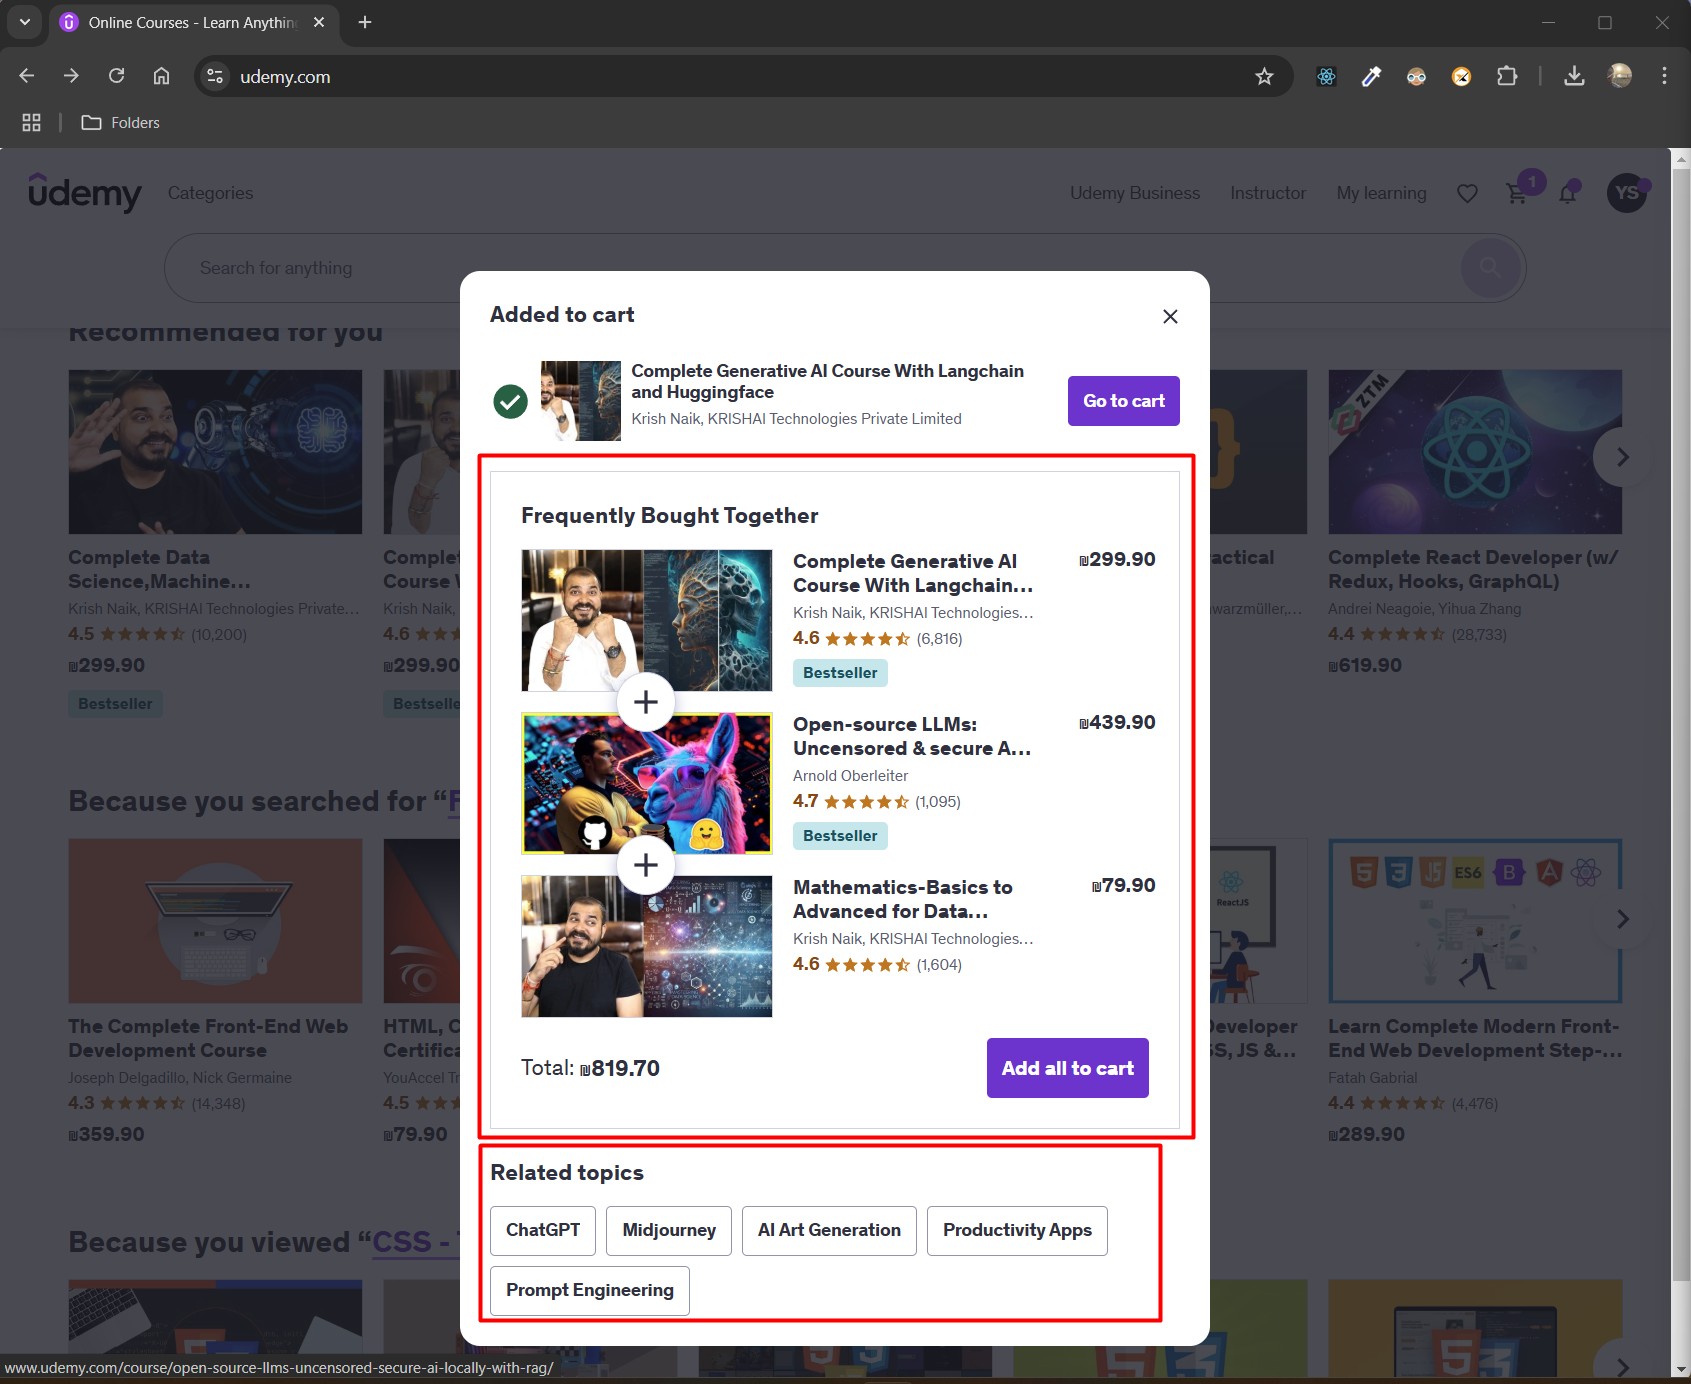 Online Courses - Learn Anythin
udemy.com
Folders
udemy
Categories
Udemy Business
Instructor
My learning
1
YS
Search for anything
Recommended for you
Added to cart
Complete Generative AI Course With Langchain
and Huggingface
Krish Naik, KRISHAI Technologies Private Limited
Go to cart
Frequently Bought Together
Complete Generative AI
Course With Langchain...
Krish Naik, KRISHAI Technologies...
4.6 (6,816)
Bestseller
₪299.90
Open-source LLMs:
Uncensored & secure A...
Arnold Oberleiter
4.7 (1,095)
Bestseller
₪439.90
Mathematics-Basics to
Advanced for Data...
Krish Naik, KRISHAI Technologies...
4.6 (1,604)
₪79.90
Total: ₪819.70
Add all to cart
Related topics
ChatGPT
Midjourney
AI Art Generation
Productivity Apps
Prompt Engineering
Complete Data
Science,Machine...
Krish Naik, KRISHAI Technologies Private...
4.5 (10,200)
₪299.90
Bestseller
Complet
Course W
Krish Naik,
4.6
₪299.90
Bestselle
actical
warzmüller,...
ZTM
Complete React Developer (w/
Redux, Hooks, GraphQL)
Andrei Neagoie, Yihua Zhang
4.4 (28,733)
₪619.90
Because you searched for “F
The Complete Front-End Web
Development Course
Joseph Delgadillo, Nick Germaine
4.3 (14,348)
₪359.90
HTML, C
Certifica
YouAccel Tr
4.5
₪79.90
ReactJS
Developer
SS, JS &...
5 3 JS ES6 B A
Learn Complete Modern Front-
End Web Development Step-...
Fatah Gabrial
4.4 (4,476)
₪289.90
Because you viewed “CSS -
www.udemy.com/course/open-source-llms-uncensored-secure-ai-locally-with-rag/